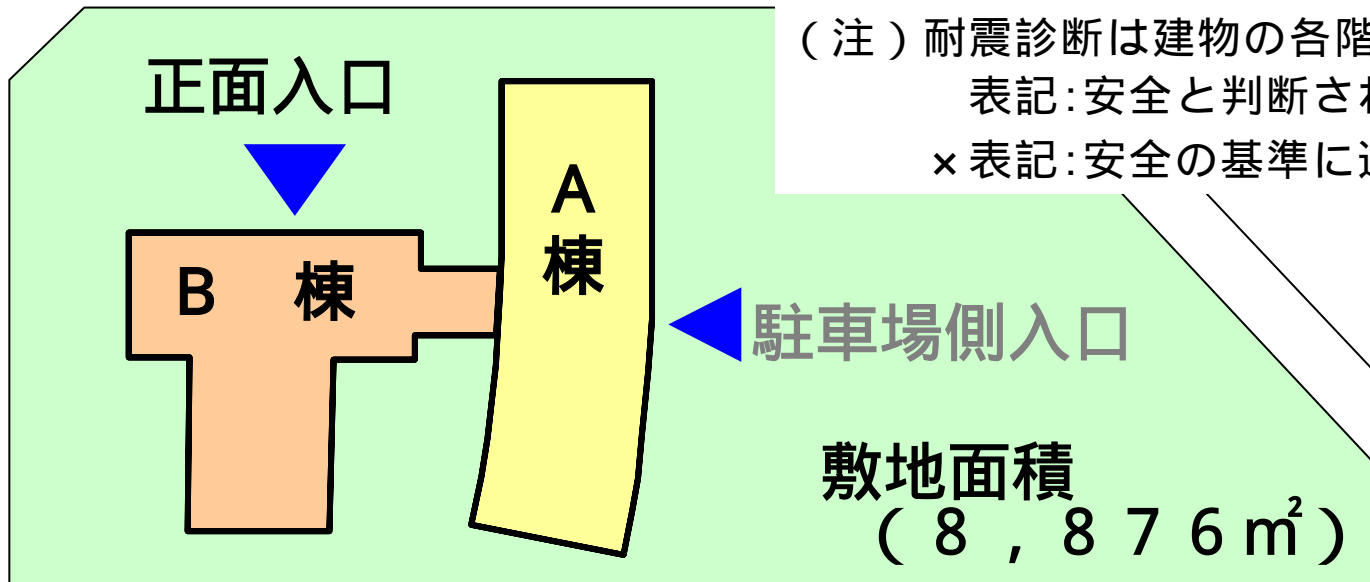 (注)耐震診断は建物の各階
表記:安全と判断され
×表記:安全の基準に
正面入口
A棟
B 棟
駐車場側入口
敷地面積
(8,876㎡)